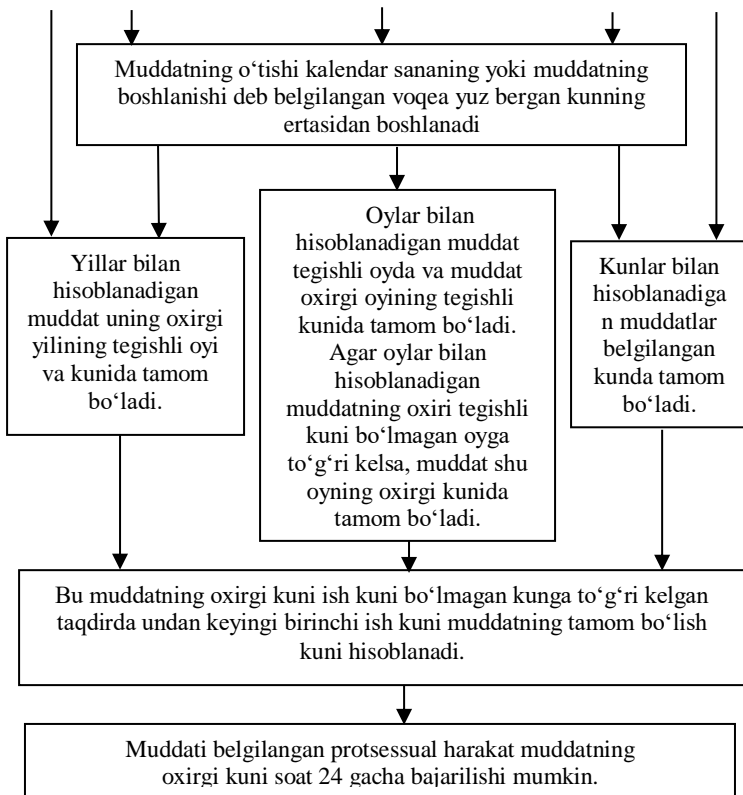 Muddatning o‘tishi kalendar sananing yoki muddatning
boshlanishi deb belgilangan voqea yuz bergan kunning
ertasidan boshlanadi
Yillar bilan
hisoblanadigan
muddat uning oxirgi
yilining tegishli oyi
va kunida tamom
bo‘ladi.
Oylar bilan
hisoblanadigan muddat
tegishli oyda va muddat
oxirgi oyining tegishli
kunida tamom bo‘ladi.
Agar oylar bilan
hisoblanadigan
muddatning oxiri tegishli
kuni bo‘lmagan oyga
to‘g‘ri kelsa, muddat shu
oyning oxirgi kunida
tamom bo‘ladi.
Kunlar bilan
hisoblanadiga
n muddatlar
belgilangan
kunda tamom
bo‘ladi.
Bu muddatning oxirgi kuni ish kuni bo‘lmagan kunga to‘g‘ri kelgan
taqdirda undan keyingi birinchi ish kuni muddatning tamom bo‘lish
kuni hisoblanadi.
Muddati belgilangan protsessual harakat muddatning
oxirgi kuni soat 24 gacha bajarilishi mumkin.